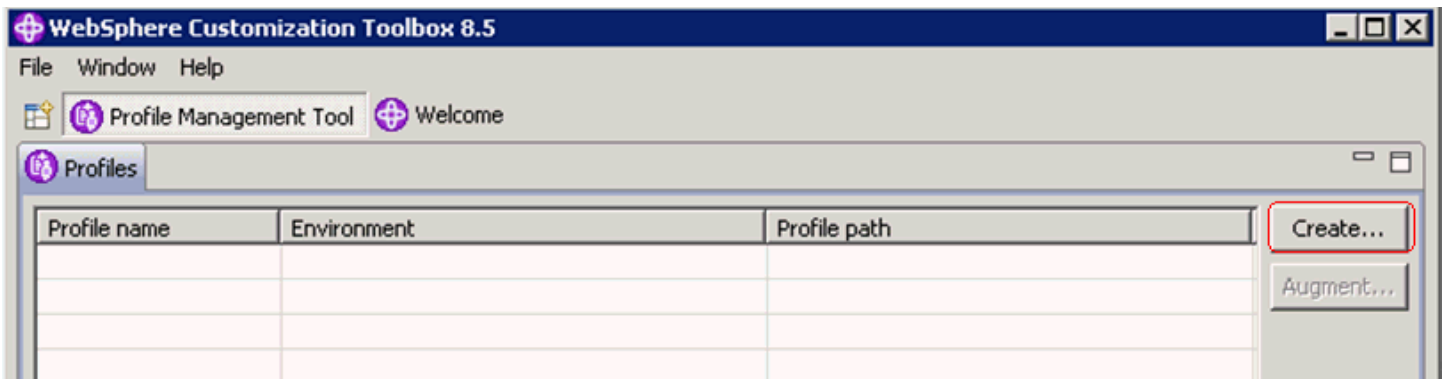 WebSphere Customization Toolbox 8.5
File Window Help
Profile Management Tool Welcome
Profiles
Profile name Environment Profile path Create...
Augment...